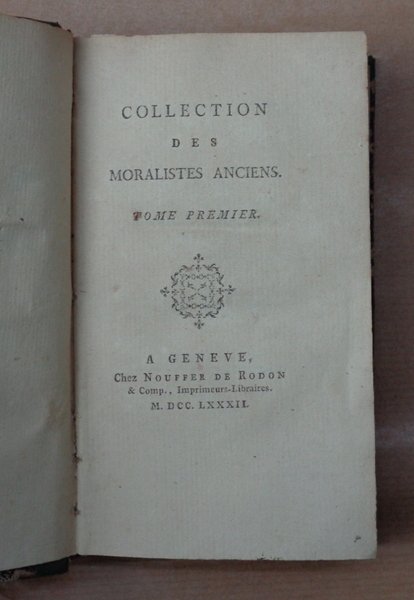 COLLECTION
DES
MORALISTES ANCIENS.
TOME PREMIER.
A GENEVE,
Chez NOUFFER DE RODON
& Comp., Imprimeurs-Libraires.
M. DCC. LXXXII.